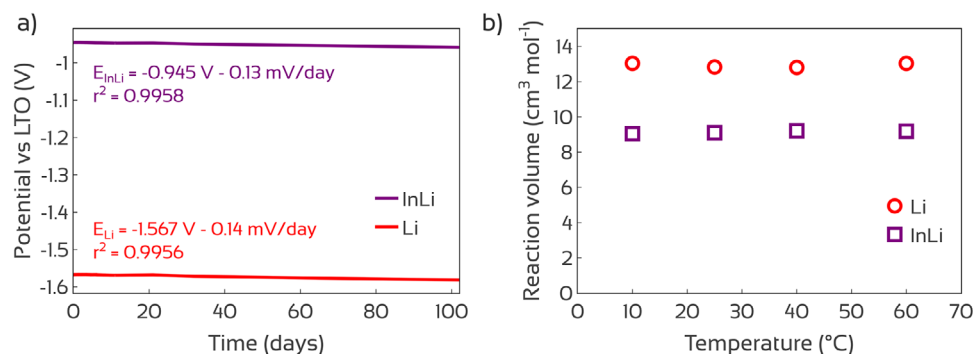 a)
Potential vs LTO (V)
-1
-1.1
-1.2
-1.3
-1.4
-1.5
-1.6
E_InLi = -0.945 V - 0.13 mV/day
r² = 0.9958
InLi
Li
E_Li = -1.567 V - 0.14 mV/day
r² = 0.9956
0 20 40 60 80 100
Time (days)
b)
Reaction volume (cm³ mol⁻¹)
14
12
10
8
6
4
2
0
Li
InLi
0 10 20 30 40 50 60 70
Temperature (°C)